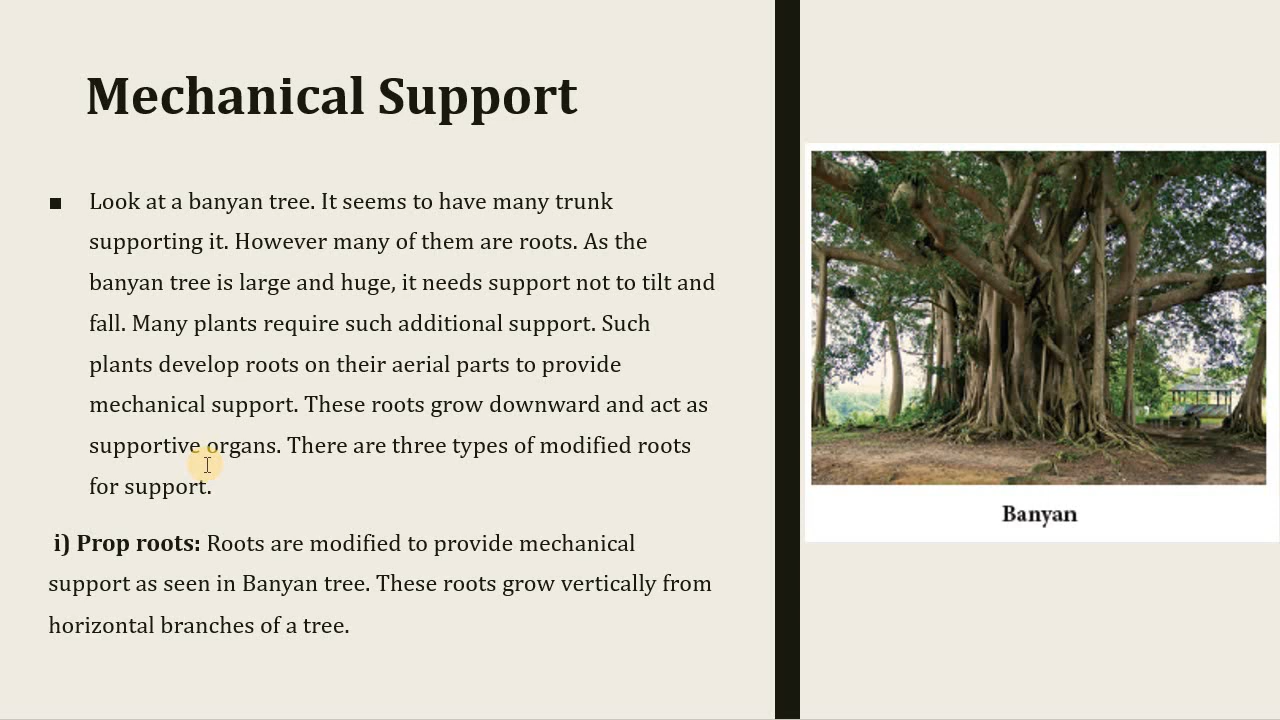 Mechanical Support
▪ Look at a banyan tree. It seems to have many trunk
supporting it. However many of them are roots. As the
banyan tree is large and huge, it needs support not to tilt and
fall. Many plants require such additional support. Such
plants develop roots on their aerial parts to provide
mechanical support. These roots grow downward and act as
supportive organs. There are three types of modified roots
for support.
i) Prop roots: Roots are modified to provide mechanical
support as seen in Banyan tree. These roots grow vertically from
horizontal branches of a tree.
Banyan